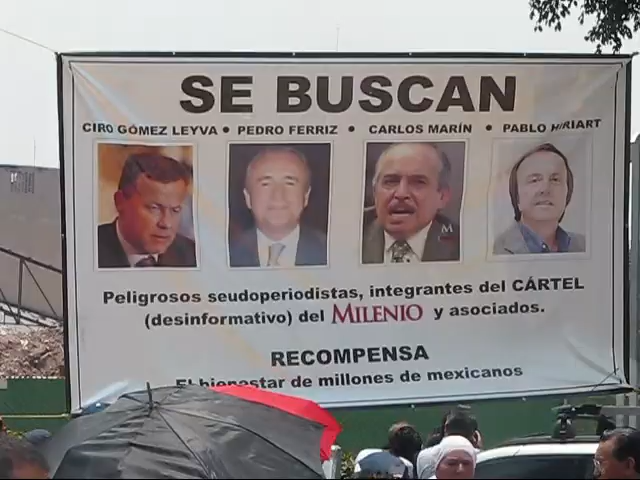 SE BUSCAN
CIRO GÓMEZ LEYVA • PEDRO FERRIZ • CARLOS MARÍN • PABLO HIRIART
M
Peligrosos seudoperiodistas, integrantes del CÁRTEL
(desinformativo) del MILENIO y asociados.
RECOMPENSA
El bienestar de millones de mexicanos